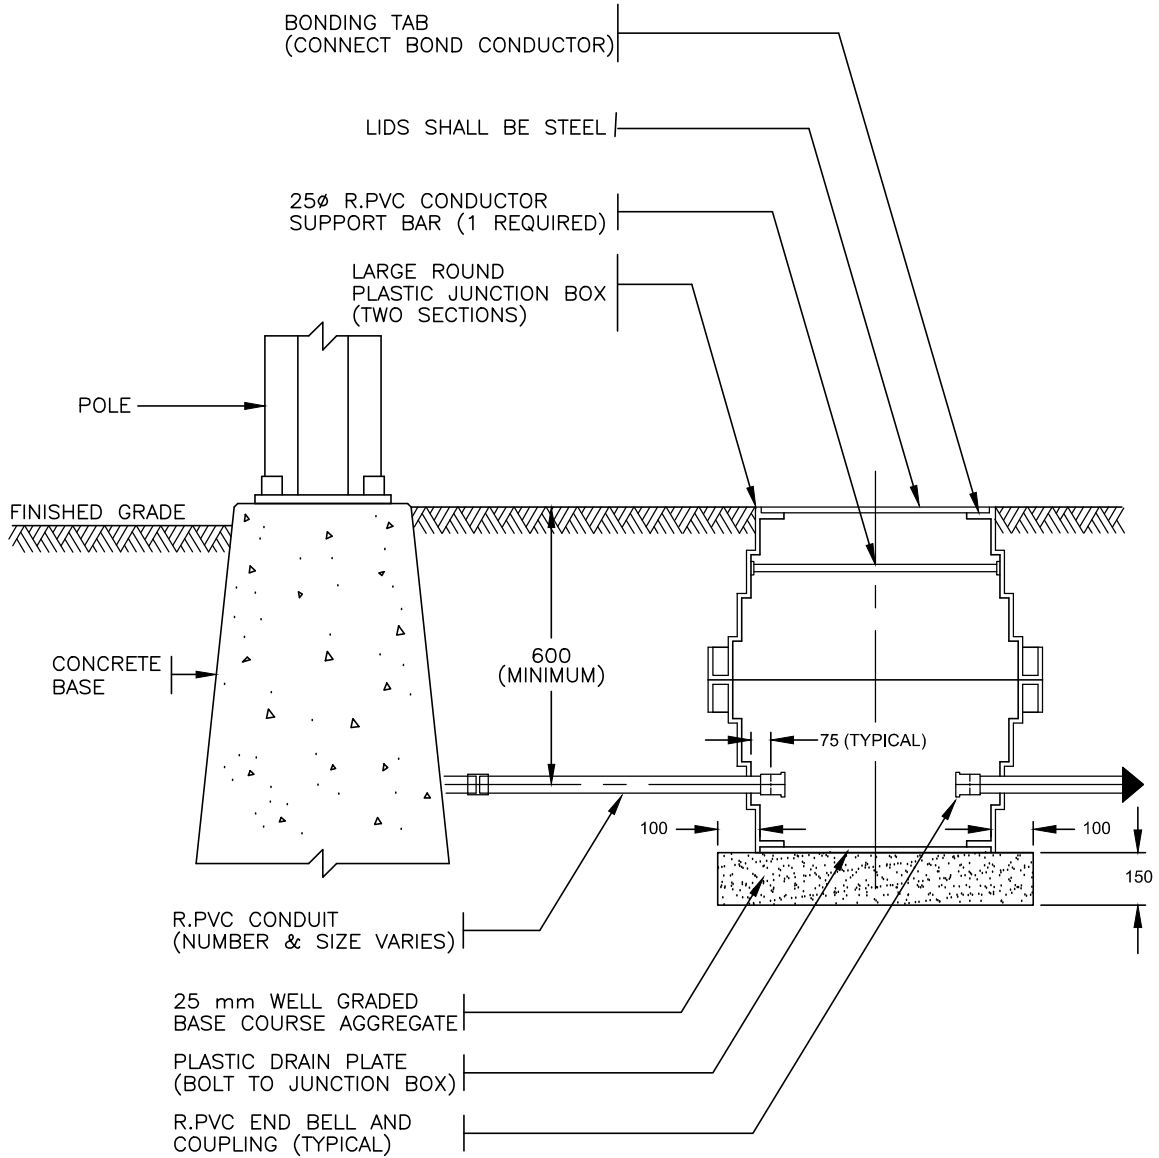 BONDING TAB
(CONNECT BOND CONDUCTOR)
LIDS SHALL BE STEEL
25ø R.PVC CONDUCTOR
SUPPORT BAR (1 REQUIRED)
LARGE ROUND
PLASTIC JUNCTION BOX
(TWO SECTIONS)
POLE
FINISHED GRADE
CONCRETE
BASE
600
(MINIMUM)
75 (TYPICAL)
100
100
150
R.PVC CONDUIT
(NUMBER & SIZE VARIES)
25 mm WELL GRADED
BASE COURSE AGGREGATE
PLASTIC DRAIN PLATE
(BOLT TO JUNCTION BOX)
R.PVC END BELL AND
COUPLING (TYPICAL)